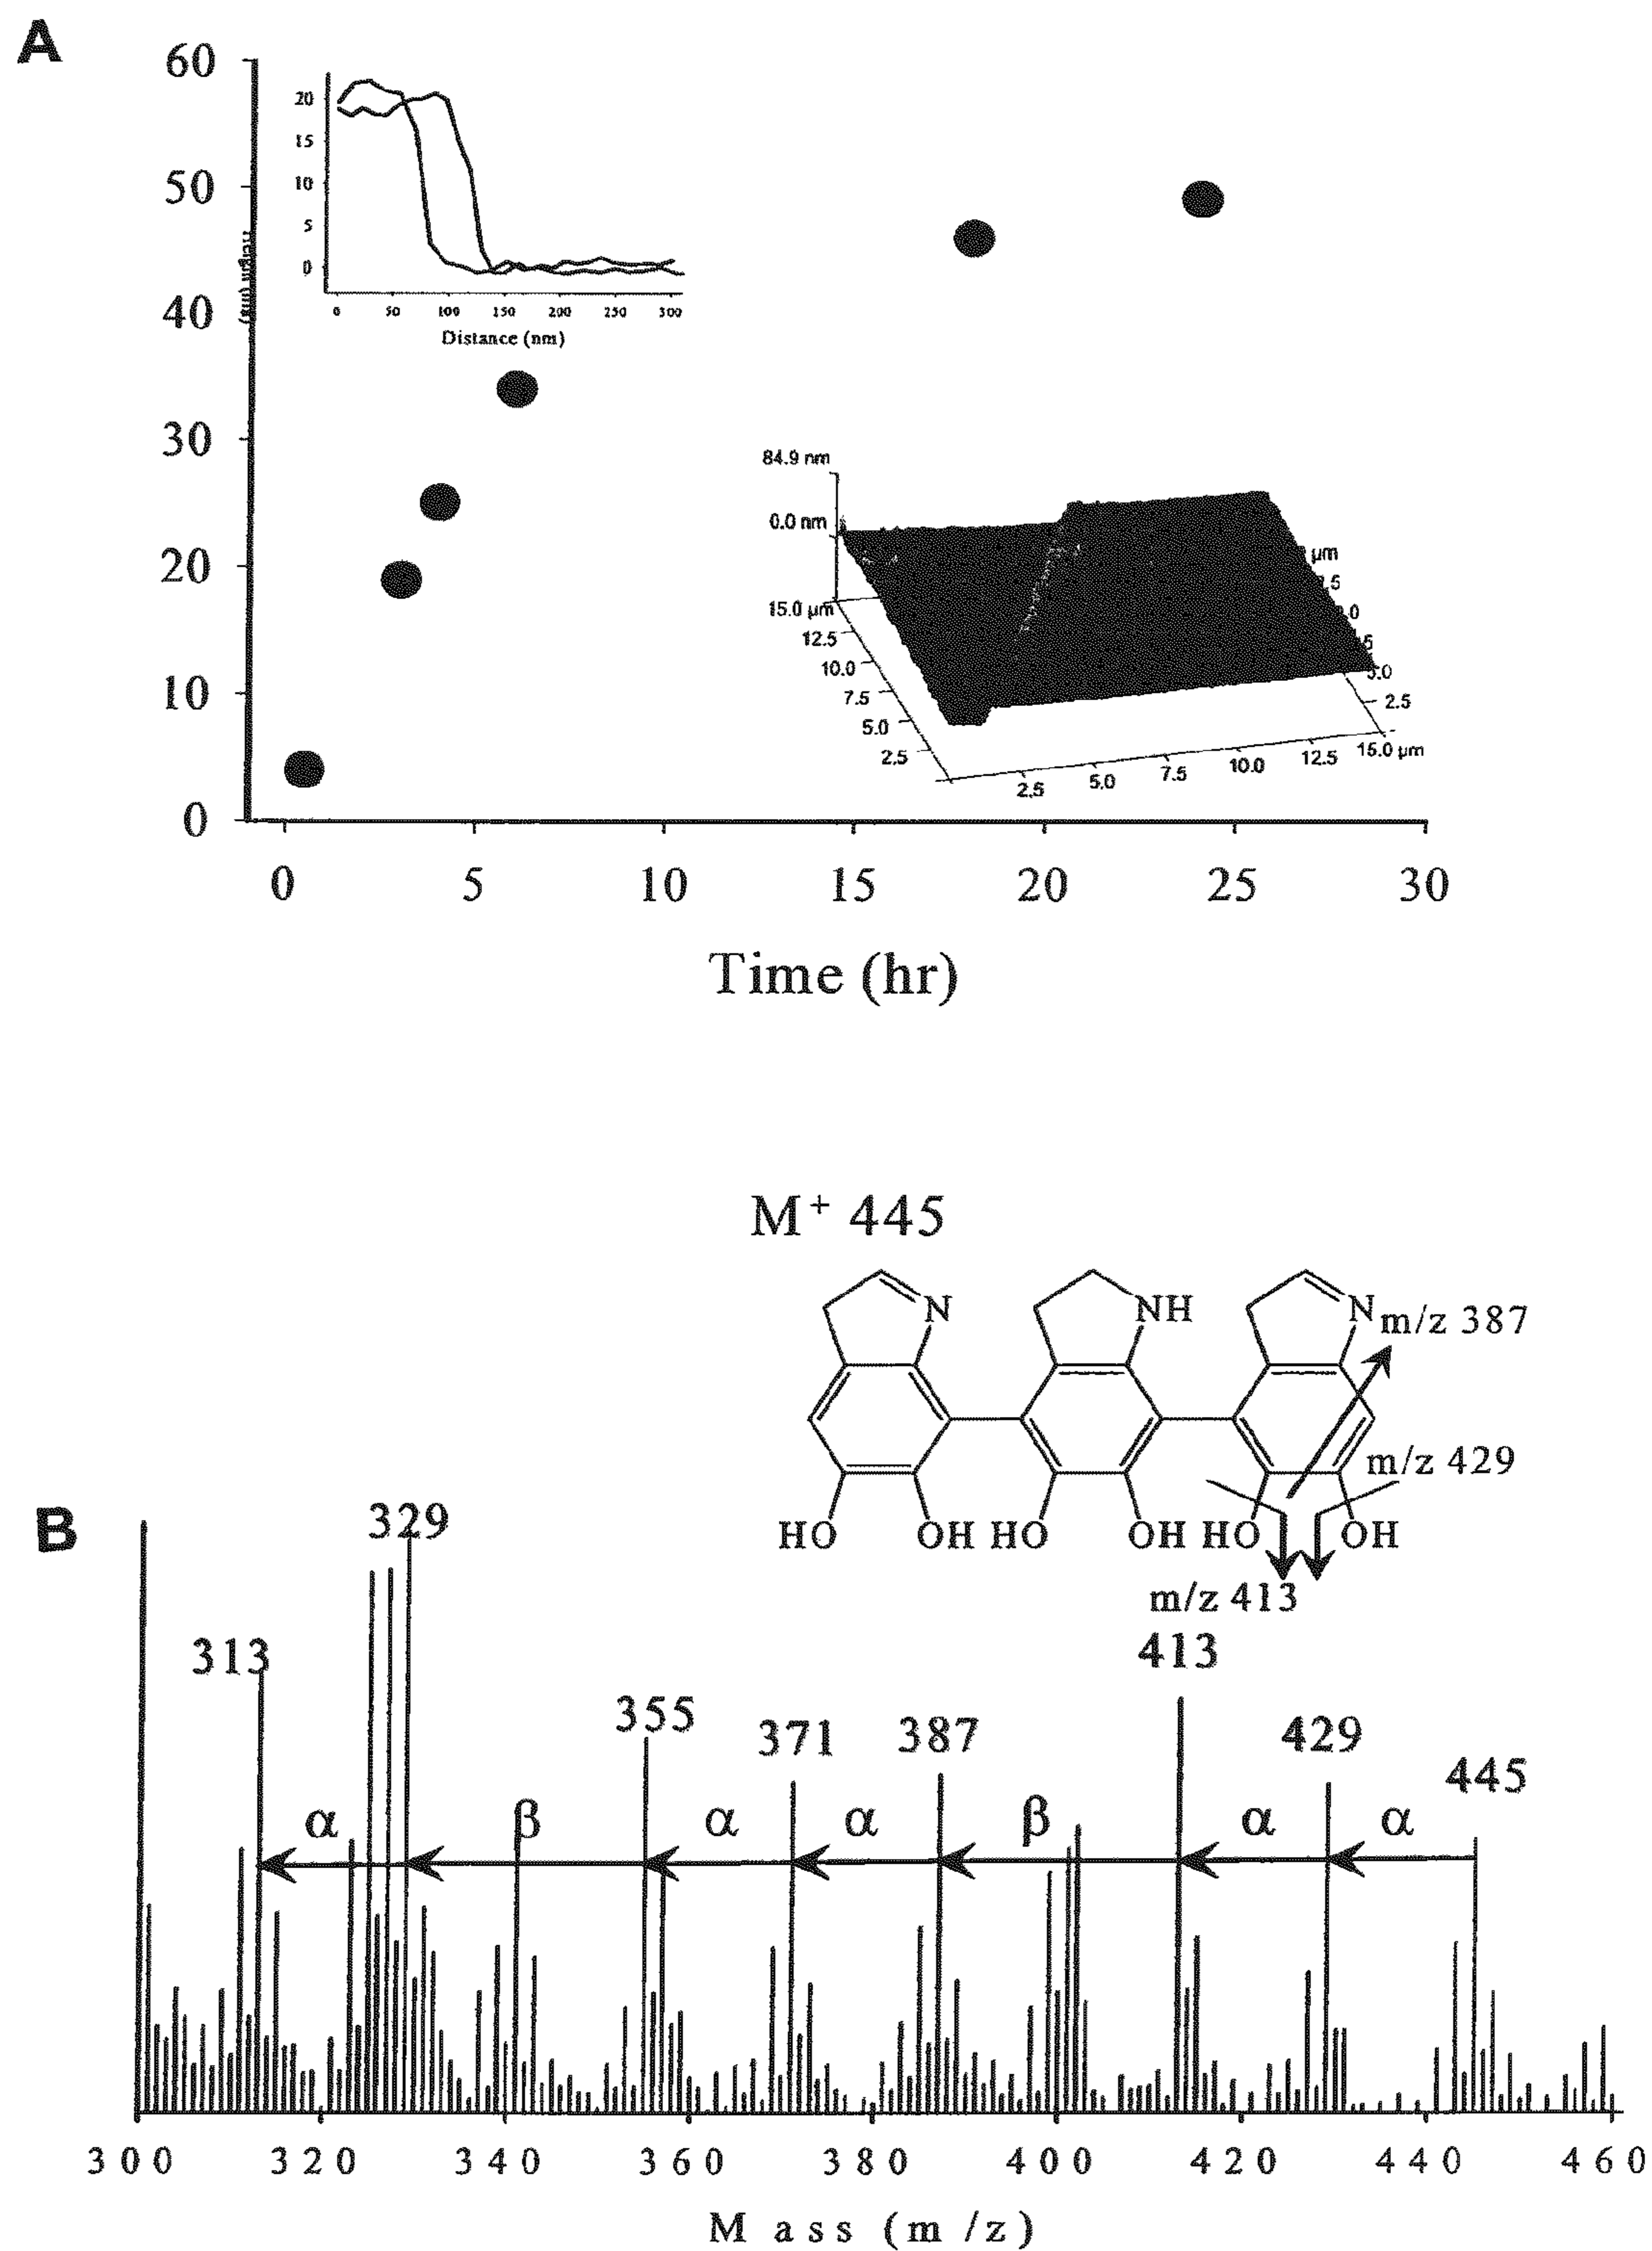 A
60
50
40
30
20
10
0
20
15
10
5
0
0 50 100 150 200 250 300
Distance (nm)
84.9 nm
0.0 nm
15.0 µm
12.5
10.0
7.5
5.0
2.5
µm
2.5
2.5 5.0 7.5 10.0 12.5 15.0 µm
0 5 10 15 20 25 30
Time (hr)
M+ 445
N NH N
m/z 387
m/z 429
HO OH HO OH HO OH
m/z 413
B
329
313
355
371
387
413
429
445
α β α α β α α
300 320 340 360 380 400 420 440 460
Mass (m/z)